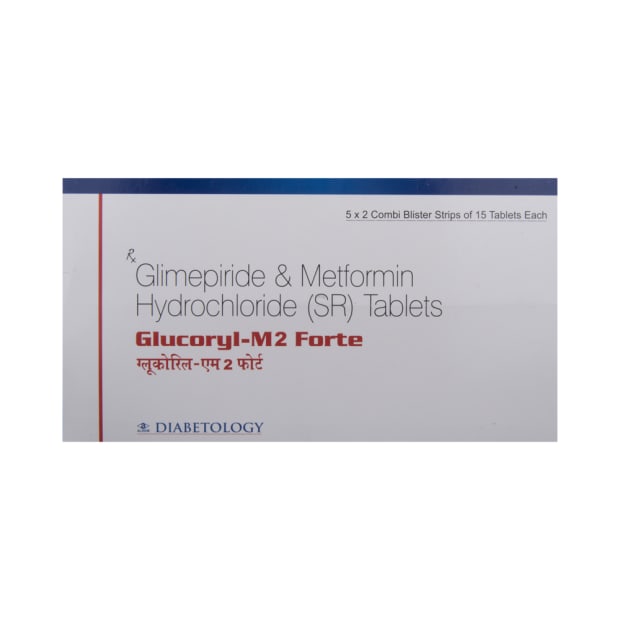 5 x 2 Combi Blister Strips of 15 Tablets Each
Rx
Glimepiride & Metformin
Hydrochloride (SR) Tablets
Glucoryl-M2 Forte
ग्लूकोरिल-एम 2 फोर्ट
DIABETOLOGY